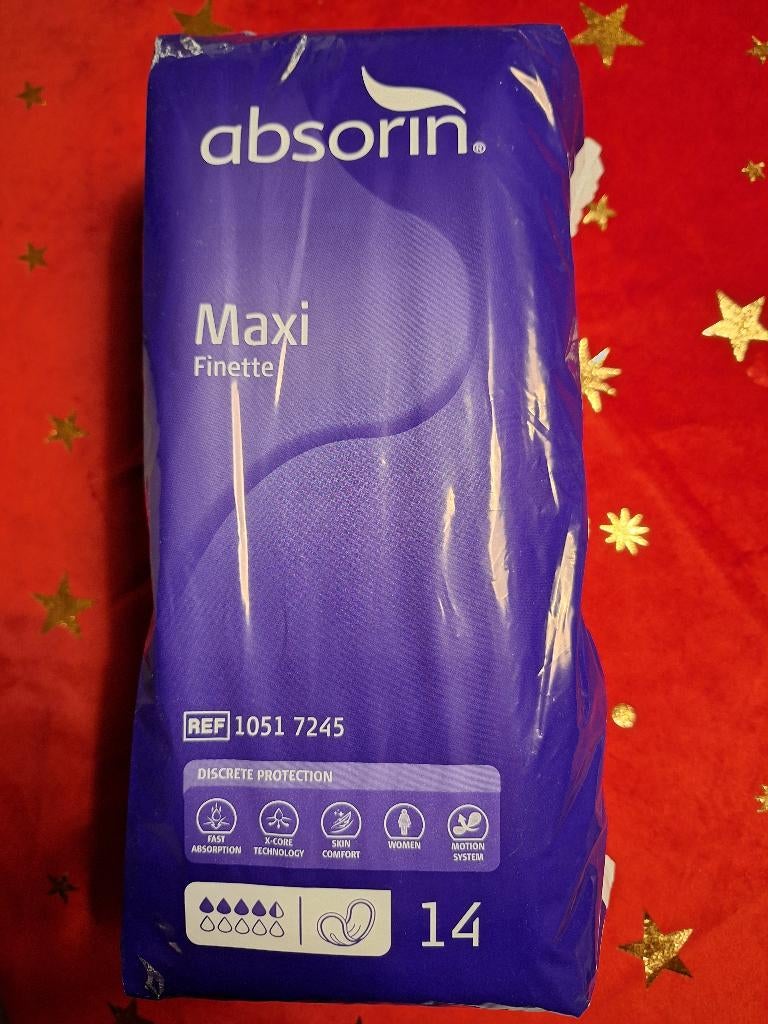 absorin®
Maxi
Finette
REF 1051 7245
DISCRETE PROTECTION
FAST ABSORPTION
X-CORE TECHNOLOGY
SKIN COMFORT
WOMEN
MOTION SYSTEM
14